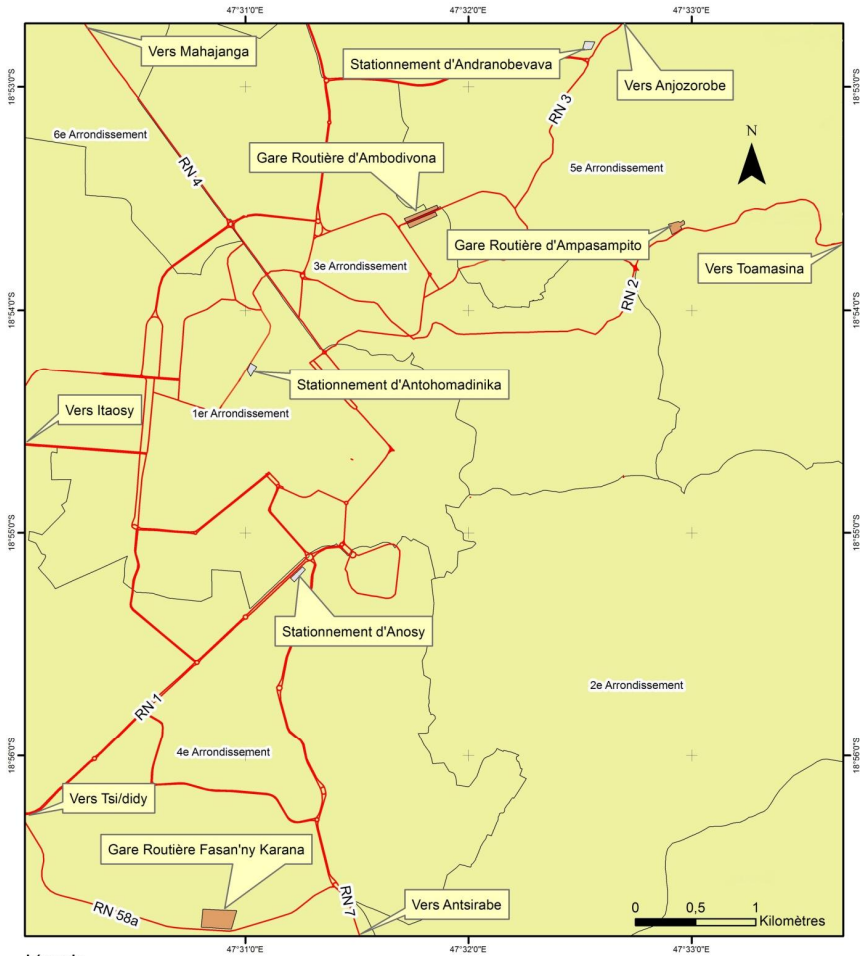 47°31'0"E
47°32'0"E
47°33'0"E
Vers Mahajanga
Stationnement d'Andranobevava
Vers Anjozorobe
18°53'0"S
18°53'0"S
6e Arrondissement
RN 3
N
Gare Routière d'Ambodivona
5e Arrondissement
RN 4
Gare Routière d'Ampasampito
3e Arrondissement
Vers Toamasina
RN 2
18°54'0"S
18°54'0"S
Stationnement d'Antohomadinika
Vers Itaosy
1er Arrondissement
18°55'0"S
18°55'0"S
Stationnement d'Anosy
2e Arrondissement
RN 1
4e Arrondissement
18°56'0"S
18°56'0"S
Vers Tsi/didy
Gare Routière Fasan'ny Karana
RN 58a
RN 7
Vers Antsirabe
0 0,5 1
Kilomètres
47°31'0"E
47°32'0"E
47°33'0"E